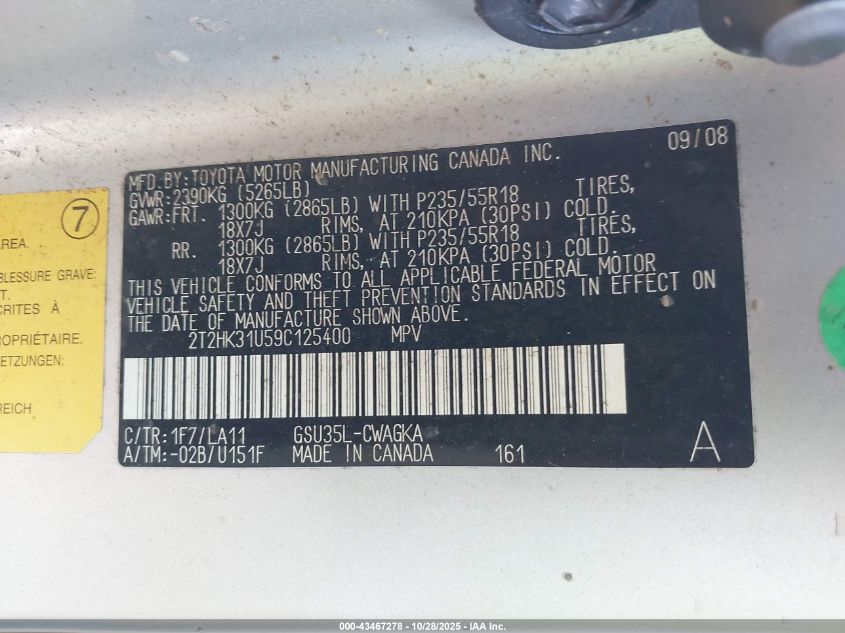 09/08
MFD.BY:TOYOTA MOTOR MANUFACTURING CANADA INC.
GVWR:2390KG (5265LB)
GAWR:FRT. 1300KG (2865LB) WITH P235/55R18 TIRES,
18X7J RIMS, AT 210KPA (30PSI) COLD.
RR. 1300KG (2865LB) WITH P235/55R18 TIRES,
18X7J RIMS, AT 210KPA (30PSI) COLD.
THIS VEHICLE CONFORMS TO ALL APPLICABLE FEDERAL MOTOR
VEHICLE SAFETY AND THEFT PREVENTION STANDARDS IN EFFECT ON
THE DATE OF MANUFACTURE SHOWN ABOVE.
2T2HK31U59C125400 MPV
C/TR:1F7/LA11 GSU35L-CWAGKA
A/TM:-02B/U151F MADE IN CANADA 161 A
7
AREA.
BLESSURE GRAVE
T.
CRITES À
PROPRIÉTAIRE.
ETZUNGEN:
REICH
000-43467278 - 10/28/2025 - IAA Inc.